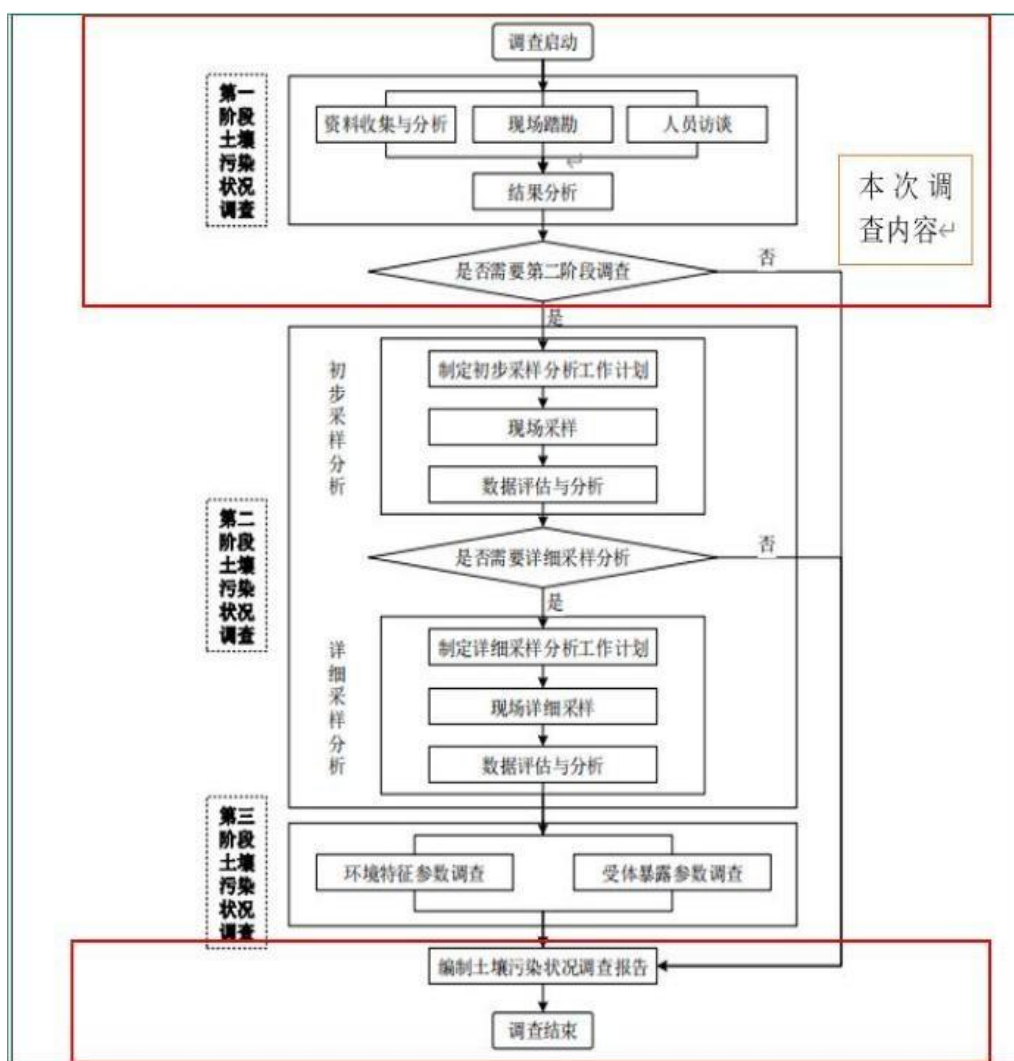 调查启动
第一
阶段
土壤
污染
状况
调查
资料收集与分析
现场踏勘
人员访谈
结果分析
本次调
查内容
是否需要第二阶段调查
否
是
初
步
采
样
分
析
制定初步采样分析工作计划
现场采样
数据评估与分析
第二
阶段
土壤
污染
状况
调查
是否需要详细采样分析
否
是
详
细
采
样
分
析
制定详细采样分析工作计划
现场详细采样
数据评估与分析
第三
阶段
土壤
污染
状况
调查
环境特征参数调查
受体暴露参数调查
编制土壤污染状况调查报告
调查结束